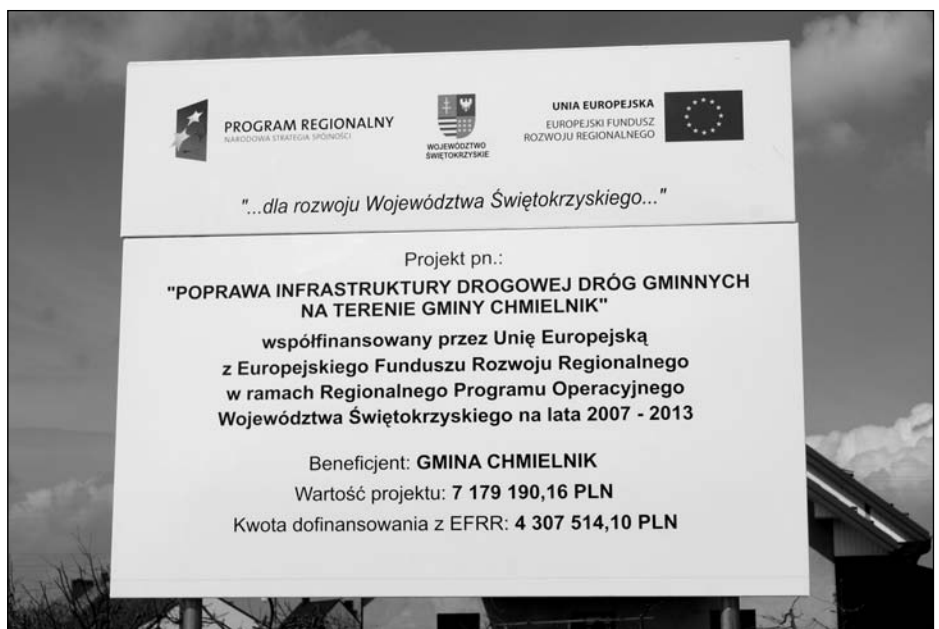 PROGRAM REGIONALNY
NARODOWA STRATEGIA SPÓJNOŚCI
WOJEWÓDZTWO
ŚWIĘTOKRZYSKIE
UNIA EUROPEJSKA
EUROPEJSKI FUNDUSZ
ROZWOJU REGIONALNEGO
"...dla rozwoju Województwa Świętokrzyskiego..."
Projekt pn.:
"POPRAWA INFRASTRUKTURY DROGOWEJ DRÓG GMINNYCH
NA TERENIE GMINY CHMIELNIK"
współfinansowany przez Unię Europejską
z Europejskiego Funduszu Rozwoju Regionalnego
w ramach Regionalnego Programu Operacyjnego
Województwa Świętokrzyskiego na lata 2007 - 2013
Beneficjent: GMINA CHMIELNIK
Wartość projektu: 7 179 190,16 PLN
Kwota dofinansowania z EFRR: 4 307 514,10 PLN